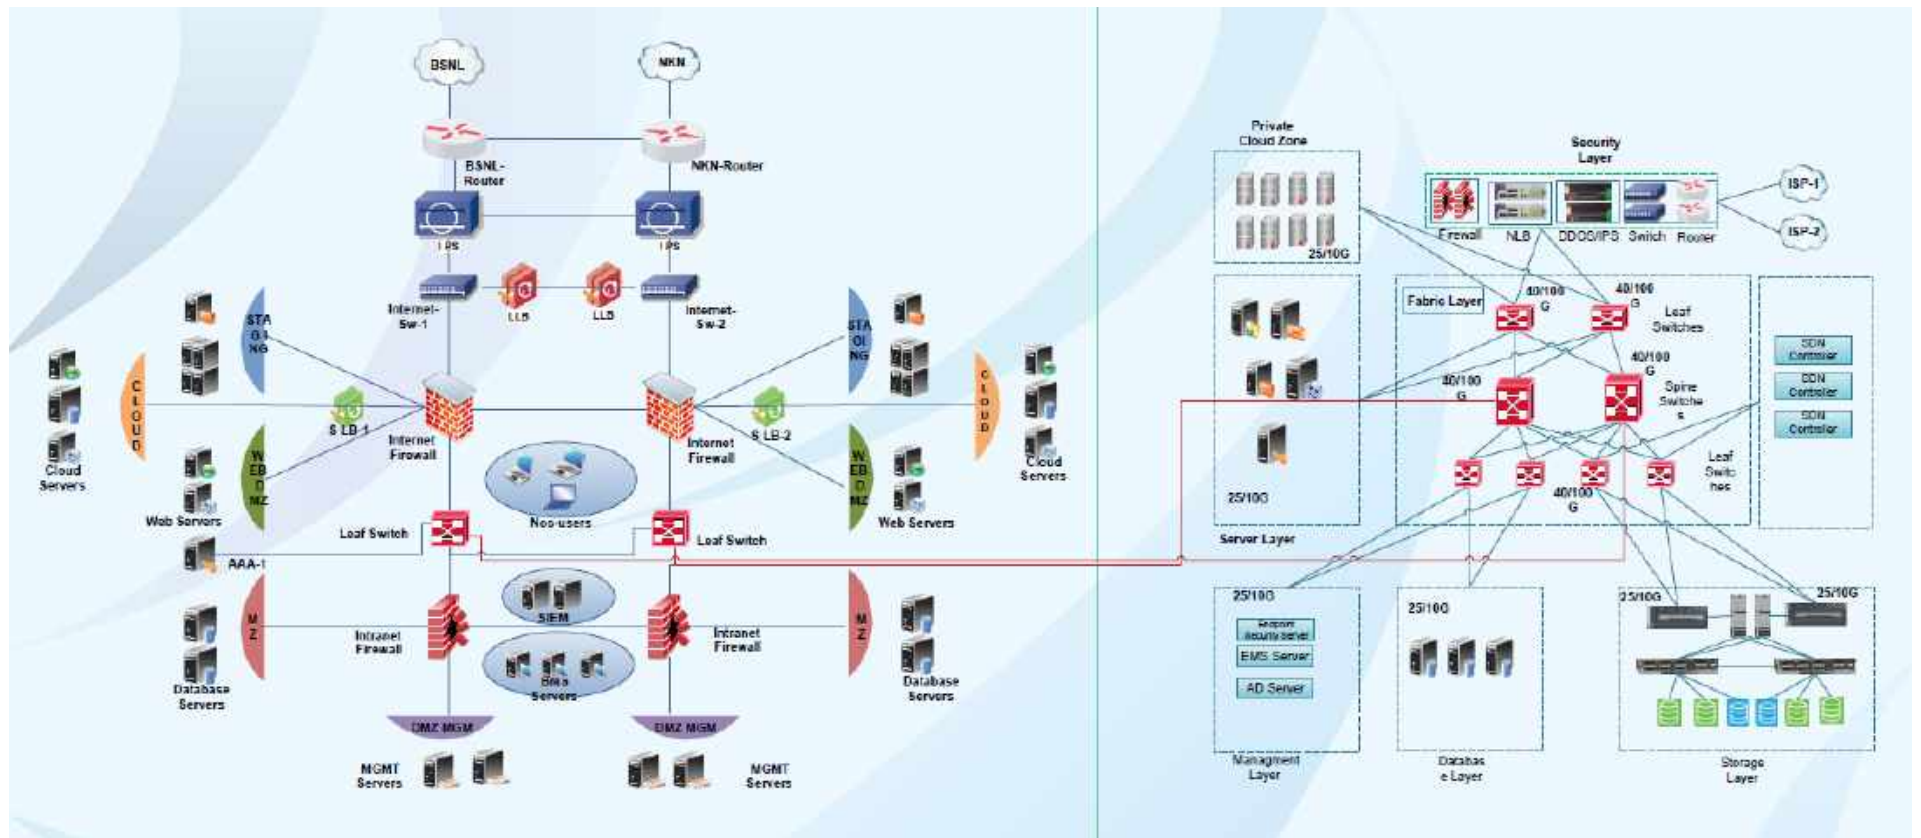 BSNL
NKN
BSNL-
Router
NKN-Router
IPS
IPS
Internet-
Sw-1
LLB
LLB
Internet-
Sw-2
STA
GI
NG
STA
GI
NG
CLOUD
CLOUD
SLB-1
SLB-2
Internet
Firewall
Internet
Firewall
Cloud
Servers
Cloud
Servers
W
EB
D
MZ
W
EB
D
MZ
Web Servers
Web Servers
Nos-users
Leaf Switch
Leaf Switch
AAA-1
M
Z
M
Z
SIEM
Intranet
Firewall
Intranet
Firewall
Servers
Database
Servers
Database
Servers
DMZ MGM
DMZ MGM
MGMT
Servers
MGMT
Servers
Private
Cloud Zone
25/10G
Security
Layer
Firewall
NLB
DDOS/IPS
Switch
Router
ISP-1
ISP-2
Fabric Layer
40/100
G
40/100
G
Leaf
Switches
40/100
G
40/100
G
Spine
Switche
s
SDN
Controller
SDN
Controller
SDN
Controller
Leaf
Switc
hes
40/100
G
25/10G
Server Layer
25/10G
Endpoint
Security Server
EMS Server
AD Server
Managment
Layer
25/10G
Databas
e Layer
25/10G
25/10G
Storage
Layer